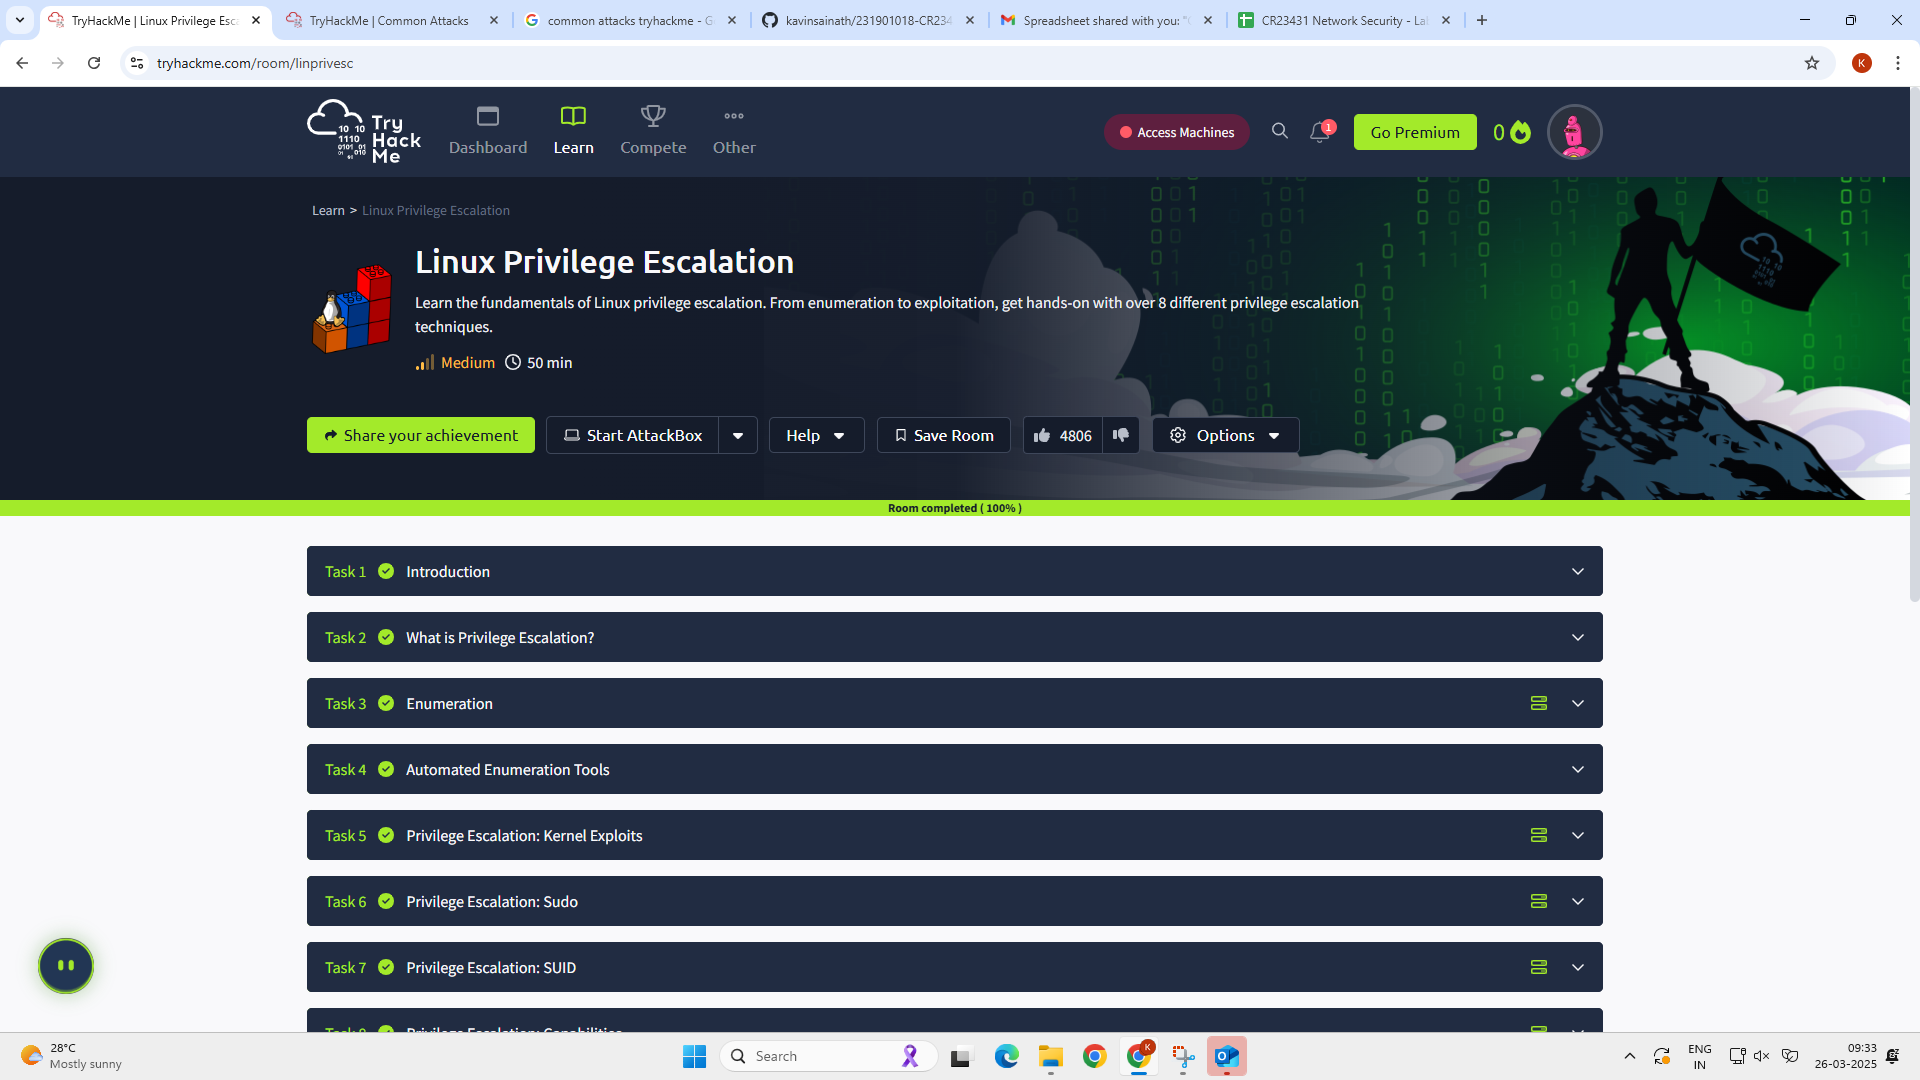 TryHackMe | Linux Privilege Esca
TryHackMe | Common Attacks
common attacks tryhackme - G
kavinsainath/231901018-CR234
Spreadsheet shared with you: "
CR23431 Network Security - La
tryhackme.com/room/linprivesc
K
Try
Hack
Me
Dashboard
Learn
Compete
Other
Access Machines
1
Go Premium
0
Learn > Linux Privilege Escalation
Linux Privilege Escalation
Learn the fundamentals of Linux privilege escalation. From enumeration to exploitation, get hands-on with over 8 different privilege escalation
techniques.
Medium
50 min
Share your achievement
Start AttackBox
Help
Save Room
4806
Options
Room completed ( 100% )
Task 1 Introduction
Task 2 What is Privilege Escalation?
Task 3 Enumeration
Task 4 Automated Enumeration Tools
Task 5 Privilege Escalation: Kernel Exploits
Task 6 Privilege Escalation: Sudo
Task 7 Privilege Escalation: SUID
Task 8 Privilege Escalation: Capabilities
28°C
Mostly sunny
Search
K
ENG
IN
09:33
26-03-2025